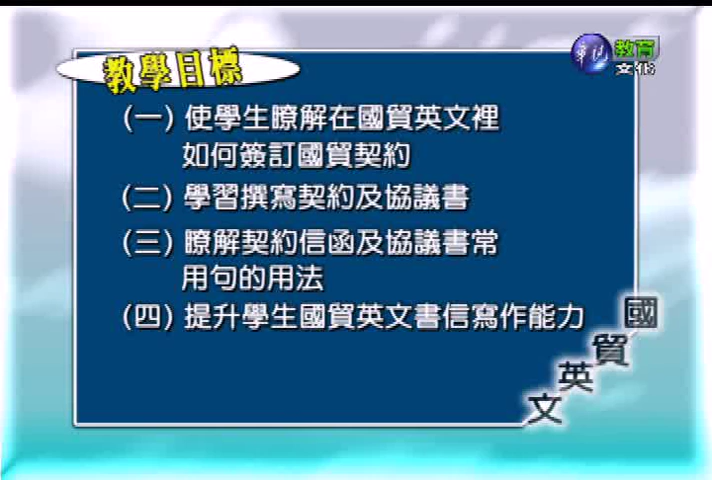 教學目標
華視
教育
文化
(一) 使學生瞭解在國貿英文裡
如何簽訂國貿契約
(二) 學習撰寫契約及協議書
(三) 瞭解契約信函及協議書常
用句的用法
(四) 提升學生國貿英文書信寫作能力
國貿英文